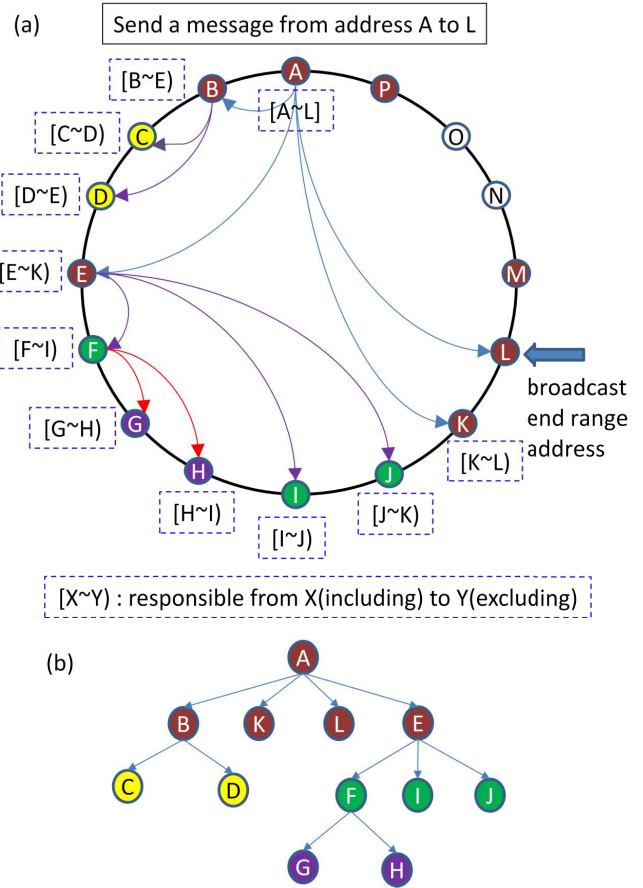 (a)
Send a message from address A to L
A
P
[B~E)
B
[A~L]
O
[C~D)
C
N
[D~E)
D
[E~K)
E
M
[F~I)
F
L
broadcast
end range
address
[G~H)
G
K
[K~L)
H
[H~I)
I
[I~J)
J
[J~K)
[X~Y) : responsible from X(including) to Y(excluding)
(b)
A
B
K
L
E
C
D
F
I
J
G
H